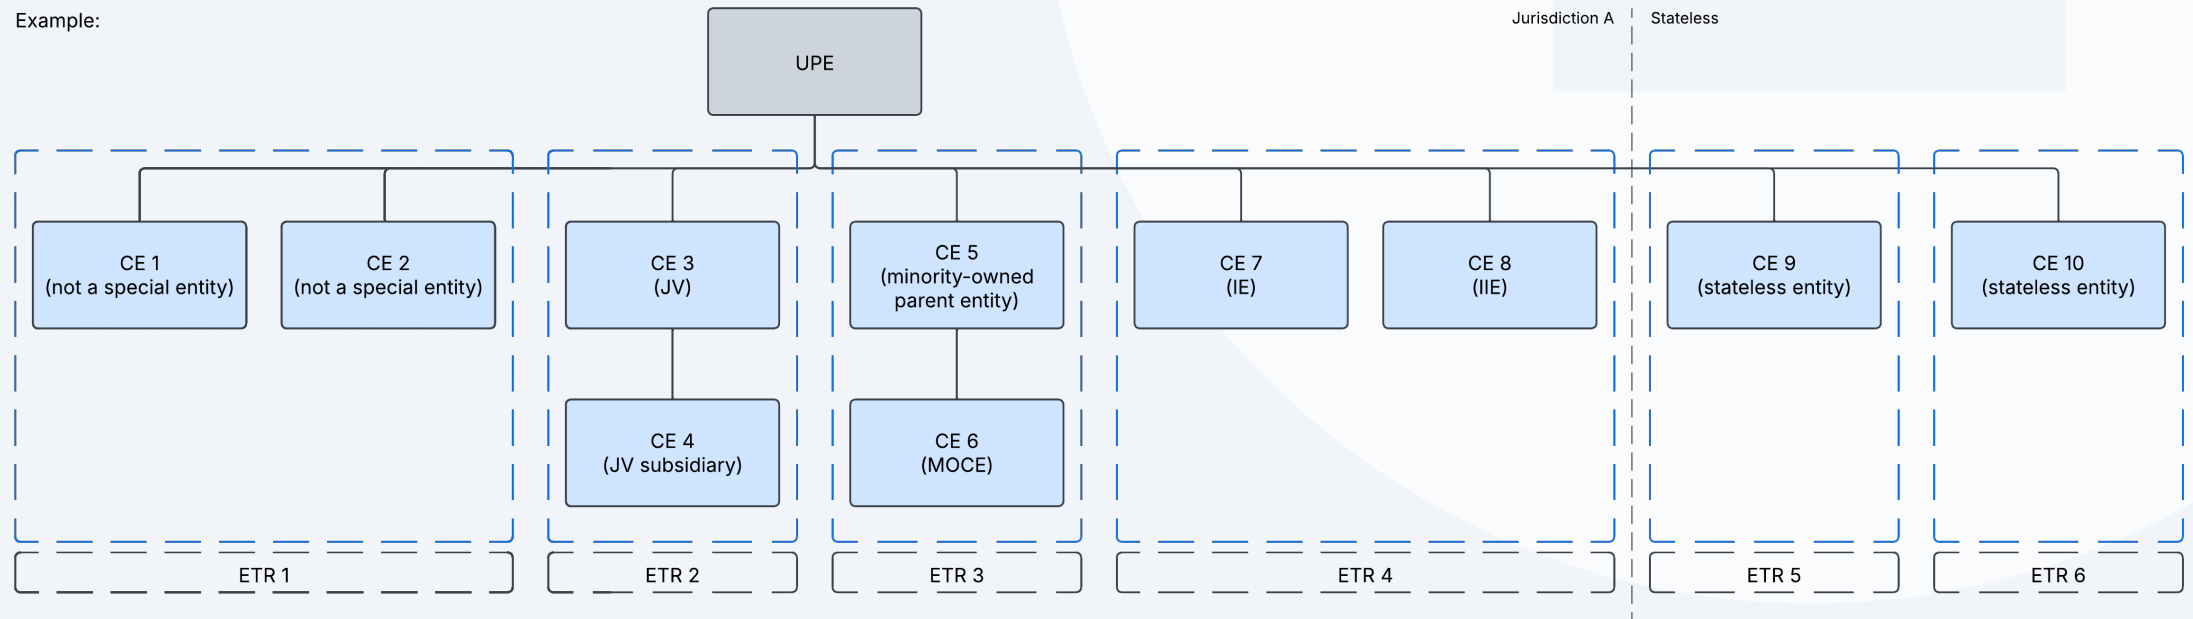 Example:
UPE
Jurisdiction A
Stateless
CE 1
(not a special entity)
CE 2
(not a special entity)
CE 3
(JV)
CE 5
(minority-owned
parent entity)
CE 7
(IE)
CE 8
(IIE)
CE 9
(stateless entity)
CE 10
(stateless entity)
CE 4
(JV subsidiary)
CE 6
(MOCE)
ETR 1
ETR 2
ETR 3
ETR 4
ETR 5
ETR 6